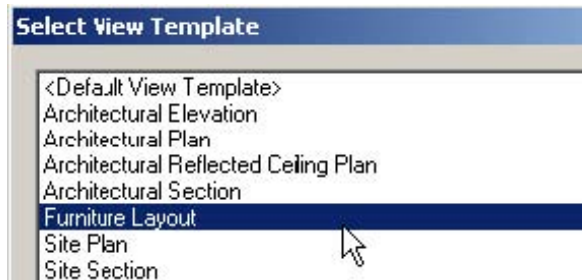 Select View Template
<Default View Template>
Architectural Elevation
Architectural Plan
Architectural Reflected Ceiling Plan
Architectural Section
Furniture Layout
Site Plan
Site Section